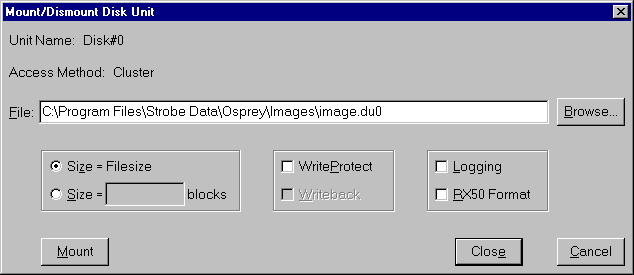 Mount/Dismount Disk Unit
Unit Name: Disk#0
Access Method: Cluster
File: C:\Program Files\Strobe Data\Osprey\Images\image.du0 Browse...
Size = Filesize WriteProtect Logging
Size = blocks Writeback RX50 Format
Mount Close Cancel